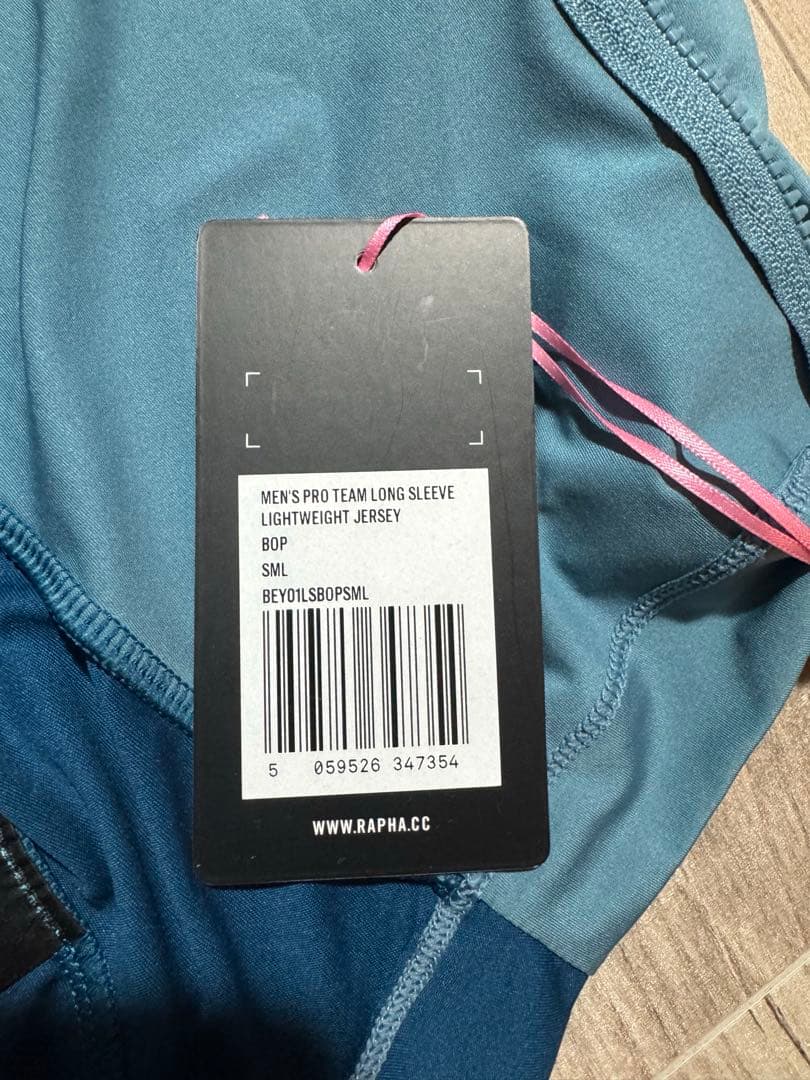 MEN'S PRO TEAM LONG SLEEVE
LIGHTWEIGHT JERSEY
BOP
SML
BEY01LSBOPSML
5 059526 347354
WWW.RAPHA.CC